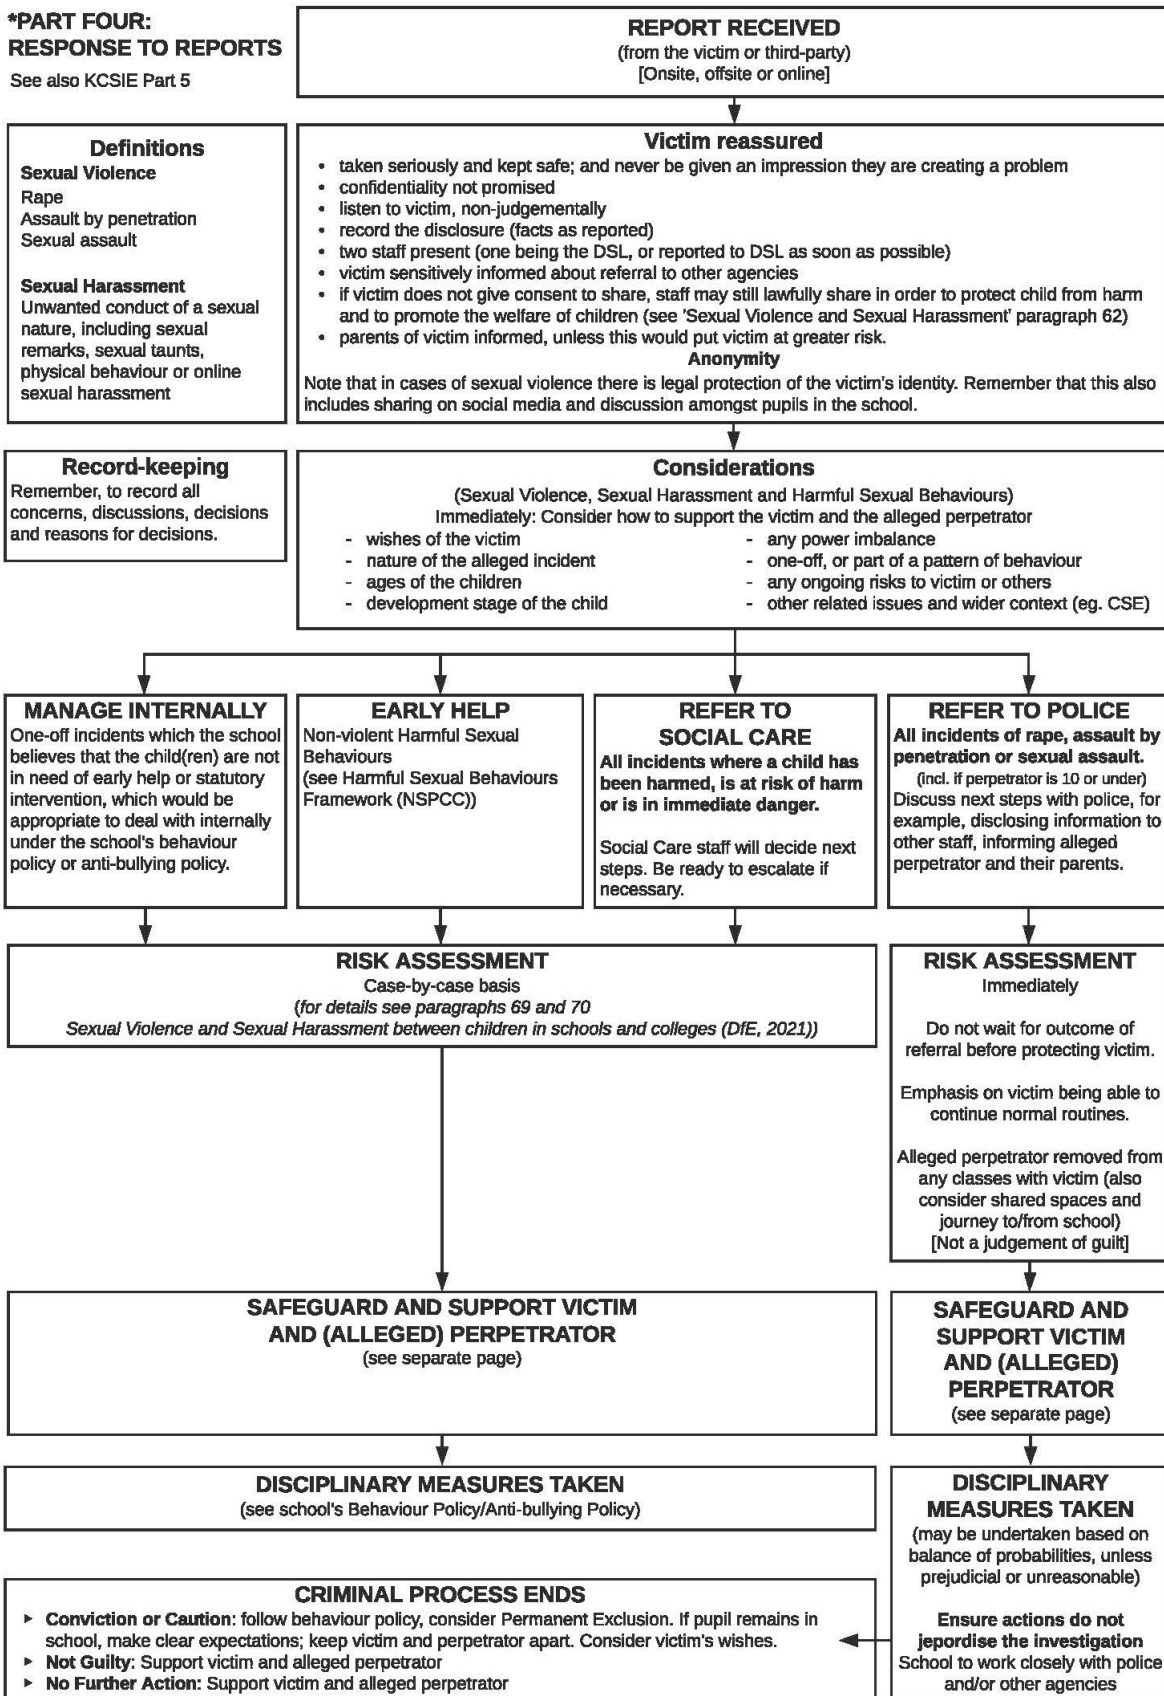 *PART FOUR:
RESPONSE TO REPORTS
See also KCSIE Part 5
REPORT RECEIVED
(from the victim or third-party)
[Onsite, offsite or online]
Definitions
Sexual Violence
Rape
Assault by penetration
Sexual assault
Sexual Harassment
Unwanted conduct of a sexual
nature, including sexual
remarks, sexual taunts,
physical behaviour or online
sexual harassment
Victim reassured
• taken seriously and kept safe; and never be given an impression they are creating a problem
• confidentiality not promised
• listen to victim, non-judgementally
• record the disclosure (facts as reported)
• two staff present (one being the DSL, or reported to DSL as soon as possible)
• victim sensitively informed about referral to other agencies
• if victim does not give consent to share, staff may still lawfully share in order to protect child from harm
and to promote the welfare of children (see 'Sexual Violence and Sexual Harassment' paragraph 62)
• parents of victim informed, unless this would put victim at greater risk.
Anonymity
Note that in cases of sexual violence there is legal protection of the victim's identity. Remember that this also
includes sharing on social media and discussion amongst pupils in the school.
Record-keeping
Remember, to record all
concerns, discussions, decisions
and reasons for decisions.
Considerations
(Sexual Violence, Sexual Harassment and Harmful Sexual Behaviours)
Immediately: Consider how to support the victim and the alleged perpetrator
- wishes of the victim
- nature of the alleged incident
- ages of the children
- development stage of the child
- any power imbalance
- one-off, or part of a pattern of behaviour
- any ongoing risks to victim or others
- other related issues and wider context (eg. CSE)
MANAGE INTERNALLY
One-off incidents which the school
believes that the child(ren) are not
in need of early help or statutory
intervention, which would be
appropriate to deal with internally
under the school's behaviour
policy or anti-bullying policy.
EARLY HELP
Non-violent Harmful Sexual
Behaviours
(see Harmful Sexual Behaviours
Framework (NSPCC))
REFER TO
SOCIAL CARE
All incidents where a child has
been harmed, is at risk of harm
or is in immediate danger.
Social Care staff will decide next
steps. Be ready to escalate if
necessary.
REFER TO POLICE
All incidents of rape, assault by
penetration or sexual assault.
(incl. if perpetrator is 10 or under)
Discuss next steps with police, for
example, disclosing information to
other staff, informing alleged
perpetrator and their parents.
RISK ASSESSMENT
Case-by-case basis
(for details see paragraphs 69 and 70
Sexual Violence and Sexual Harassment between children in schools and colleges (DfE, 2021))
RISK ASSESSMENT
Immediately
Do not wait for outcome of
referral before protecting victim.
Emphasis on victim being able to
continue normal routines.
Alleged perpetrator removed from
any classes with victim (also
consider shared spaces and
journey to/from school)
[Not a judgement of guilt]
SAFEGUARD AND SUPPORT VICTIM
AND (ALLEGED) PERPETRATOR
(see separate page)
SAFEGUARD AND
SUPPORT VICTIM
AND (ALLEGED)
PERPETRATOR
(see separate page)
DISCIPLINARY MEASURES TAKEN
(see school's Behaviour Policy/Anti-bullying Policy)
DISCIPLINARY
MEASURES TAKEN
(may be undertaken based on
balance of probabilities, unless
prejudicial or unreasonable)
Ensure actions do not
jepordise the investigation
School to work closely with police
and/or other agencies
CRIMINAL PROCESS ENDS
▸ Conviction or Caution: follow behaviour policy, consider Permanent Exclusion. If pupil remains in
school, make clear expectations; keep victim and perpetrator apart. Consider victim's wishes.
▸ Not Guilty: Support victim and alleged perpetrator
▸ No Further Action: Support victim and alleged perpetrator